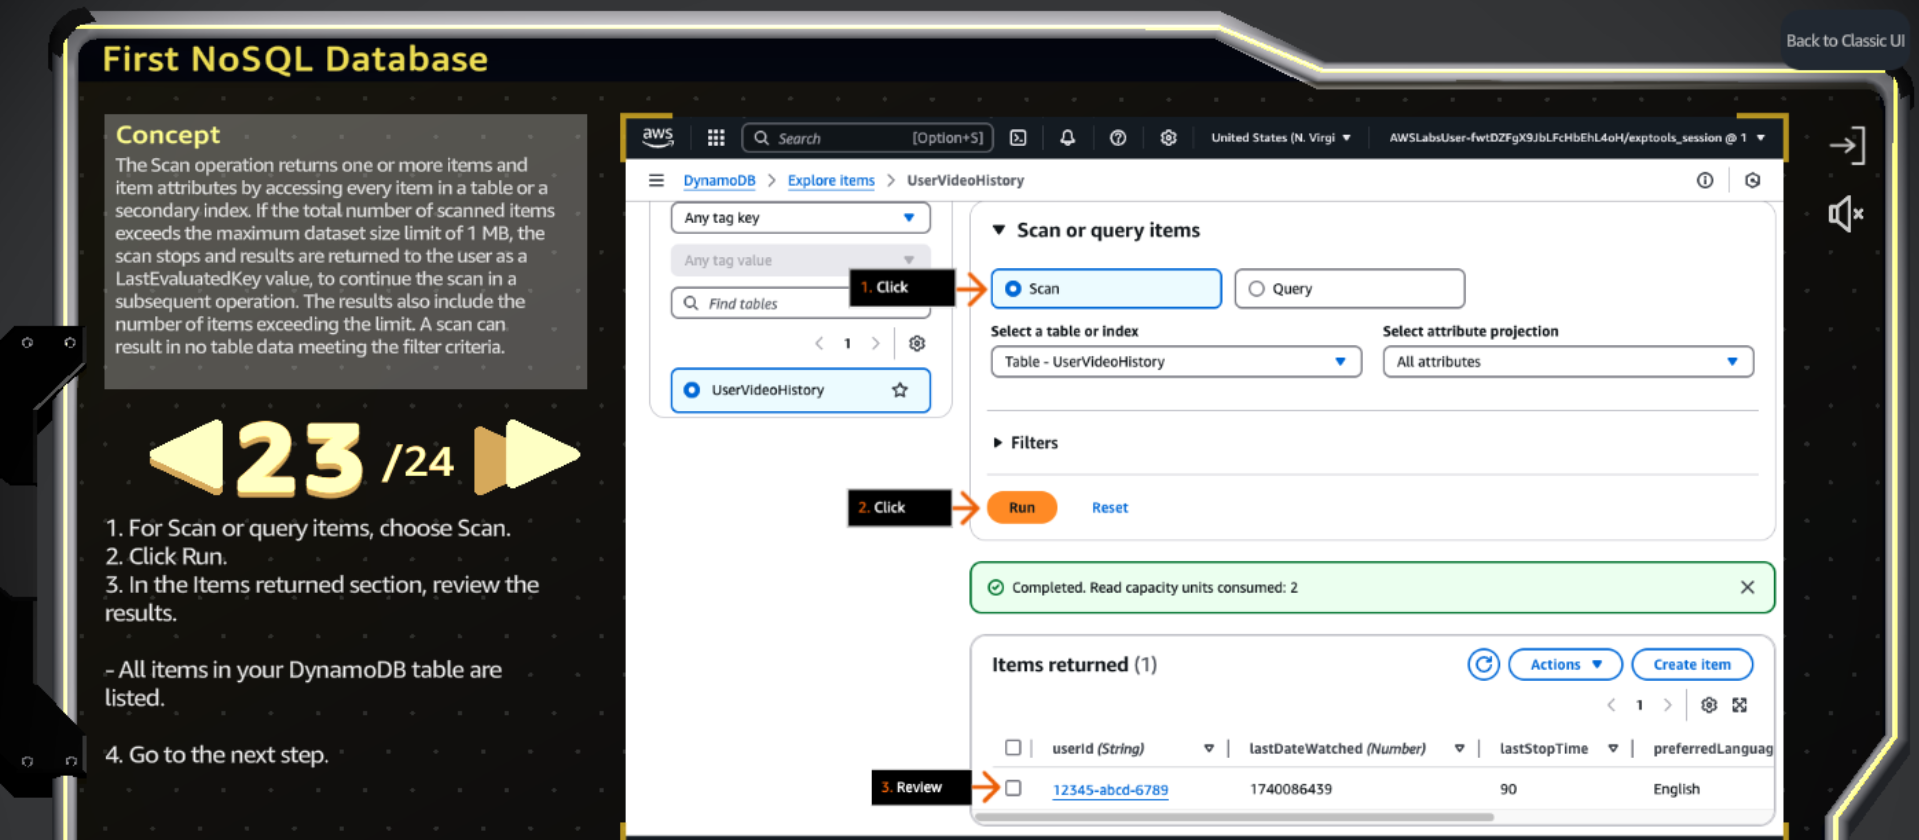 Back to Classic UI
First NoSQL Database
Concept
The Scan operation returns one or more items and
item attributes by accessing every item in a table or a
secondary index. If the total number of scanned items
exceeds the maximum dataset size limit of 1 MB, the
scan stops and results are returned to the user as a
LastEvaluatedKey value, to continue the scan in a
subsequent operation. The results also include the
number of items exceeding the limit. A scan can
result in no table data meeting the filter criteria.
23 /24
1. For Scan or query items, choose Scan.
2. Click Run.
3. In the Items returned section, review the
results.
- All items in your DynamoDB table are
listed.
4. Go to the next step.
aws
Search [Option+S]
United States (N. Virgi
AWSLabsUser-fwtDZFgX9JbLFcHbEhL4oH/exptools_session @ 1
DynamoDB > Explore items > UserVideoHistory
Any tag key
Any tag value
Find tables
1
UserVideoHistory
Scan or query items
1. Click
Scan
Query
Select a table or index
Select attribute projection
Table - UserVideoHistory
All attributes
Filters
2. Click
Run
Reset
Completed. Read capacity units consumed: 2
Items returned (1)
Actions
Create item
1
userId (String)
lastDateWatched (Number)
lastStopTime
preferredLanguag
3. Review
12345-abcd-6789
1740086439
90
English